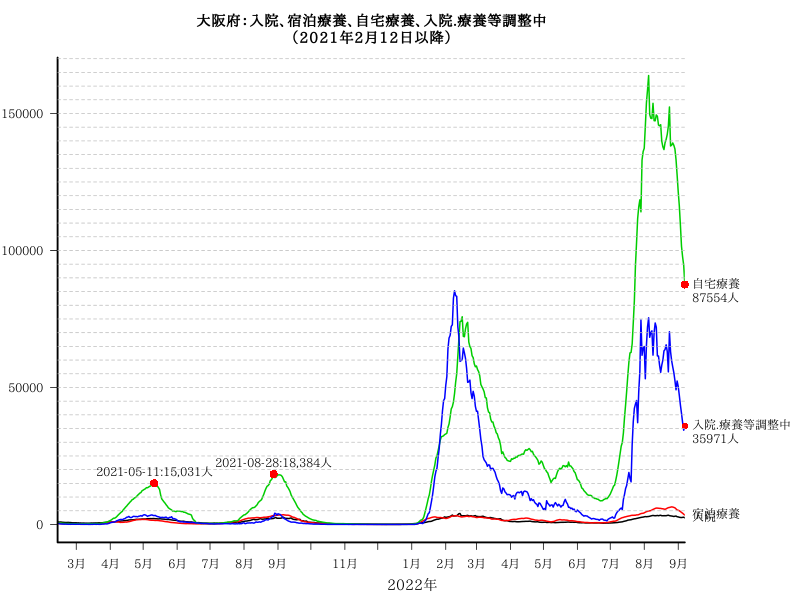 大阪府：入院、宿泊療養、自宅療養、入院.療養等調整中
（2021年2月12日以降）
150000
100000
50000
0
2021-05-11:15,031人
2021-08-28:18,384人
自宅療養
87554人
入院.療養等調整中
35971人
宿泊療養
入院
3月 4月 5月 6月 7月 8月 9月 11月 1月 2月 3月 4月 5月 6月 7月 8月 9月
2022年